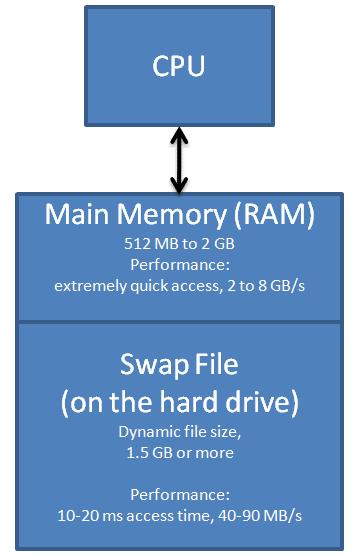 CPU
Main Memory (RAM)
512 MB to 2 GB
Performance:
extremely quick access, 2 to 8 GB/s
Swap File
(on the hard drive)
Dynamic file size,
1.5 GB or more
Performance:
10-20 ms access time, 40-90 MB/s